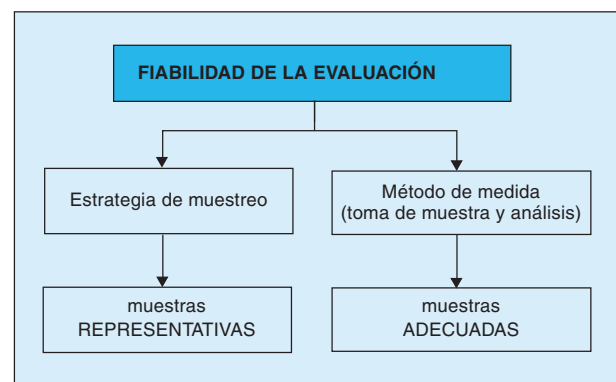 FIABILIDAD DE LA EVALUACIÓN
Estrategia de muestreo
Método de medida
(toma de muestra y análisis)
muestras
REPRESENTATIVAS
muestras
ADECUADAS